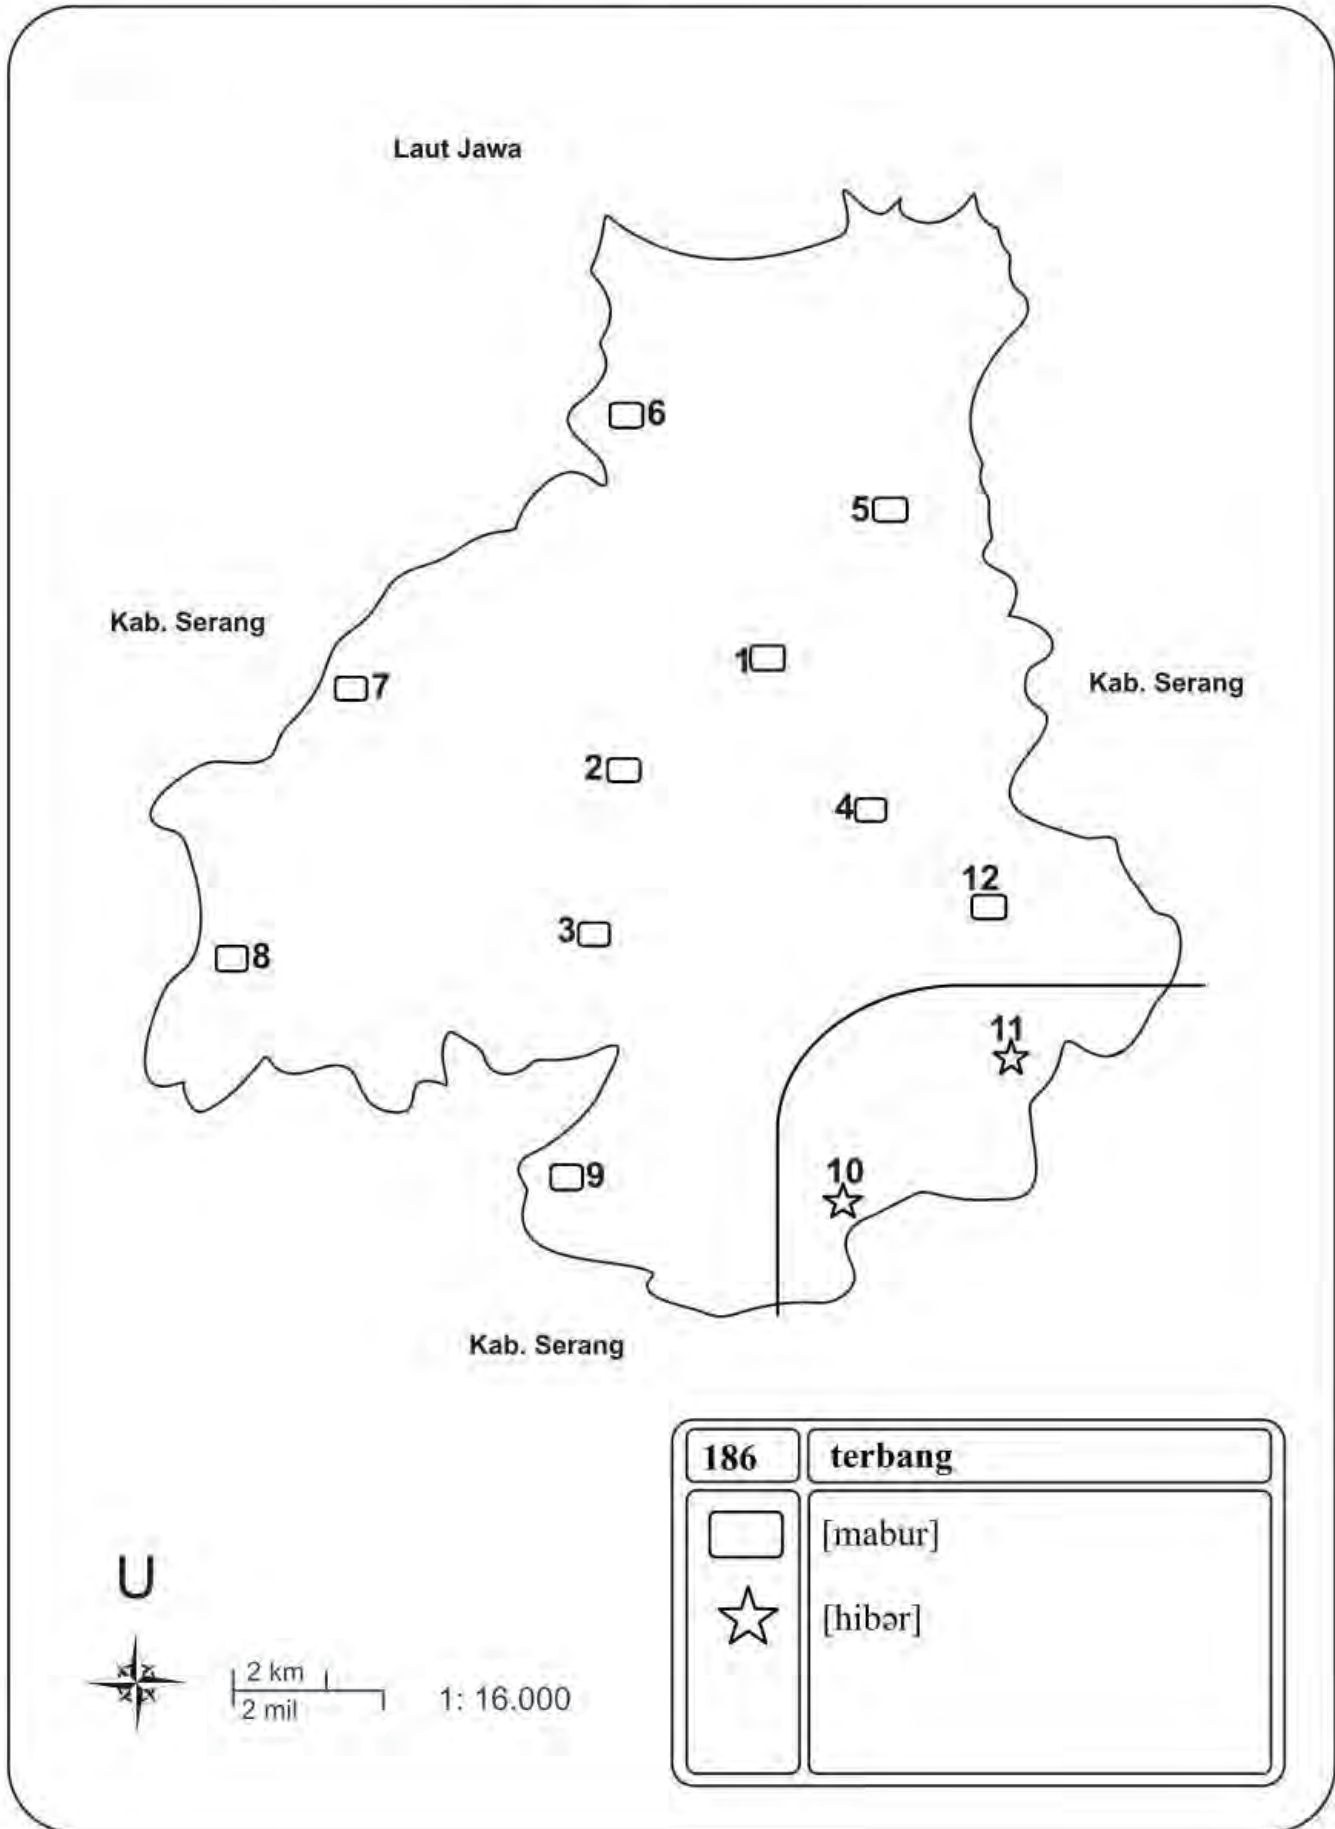 Laut Jawa
6
5
Kab. Serang
1
7
Kab. Serang
2
4
12
3
8
11
10
9
Kab. Serang
186 terbang
[mabur]
[hibər]
U
2 km
2 mil
1: 16.000